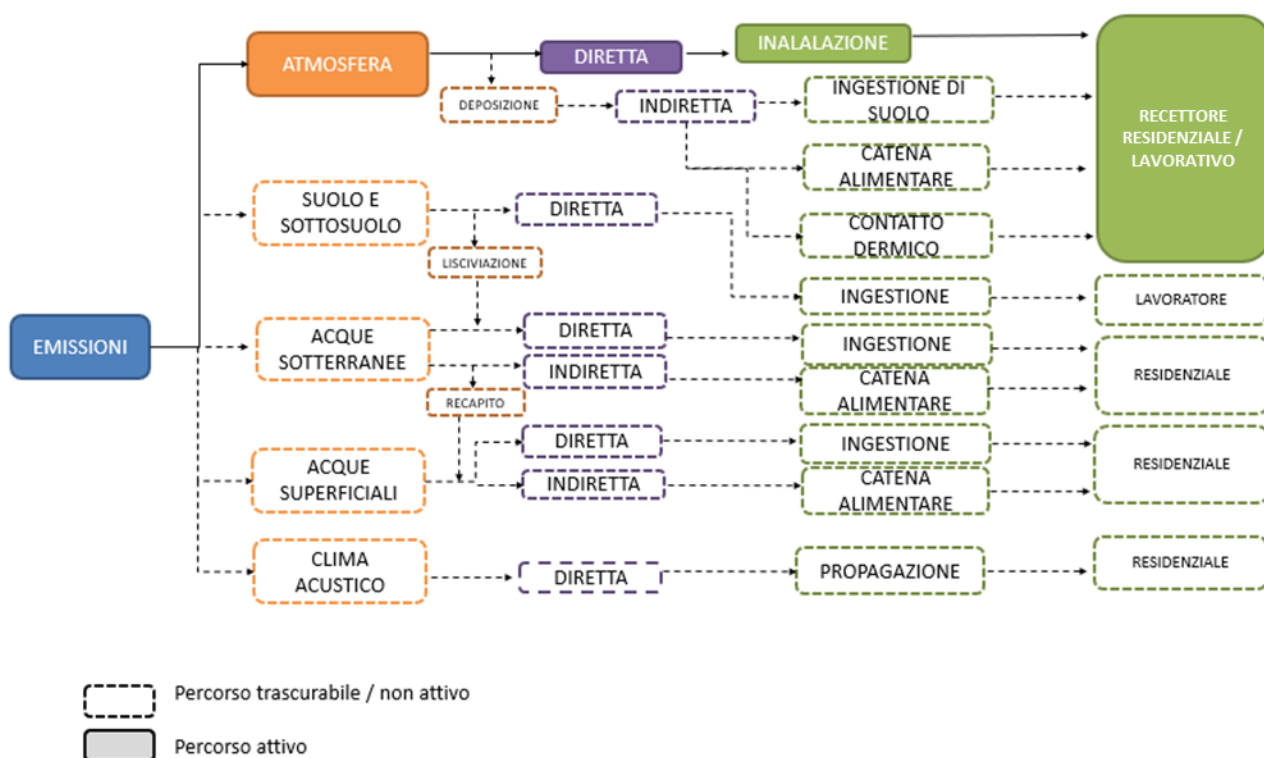 ATMOSFERA
DIRETTA
INALALAZIONE
RECETTORE
RESIDENZIALE /
LAVORATIVO
DEPOSIZIONE
INDIRETTA
INGESTIONE DI
SUOLO
CATENA
ALIMENTARE
SUOLO E
SOTTOSUOLO
DIRETTA
CONTATTO
DERMICO
LISCIVIAZIONE
INGESTIONE
LAVORATORE
EMISSIONI
ACQUE
SOTTERRANEE
DIRETTA
INGESTIONE
INDIRETTA
CATENA
ALIMENTARE
RESIDENZIALE
RECAPITO
ACQUE
SUPERFICIALI
DIRETTA
INGESTIONE
INDIRETTA
CATENA
ALIMENTARE
RESIDENZIALE
CLIMA
ACUSTICO
DIRETTA
PROPAGAZIONE
RESIDENZIALE
Percorso trascurabile / non attivo
Percorso attivo